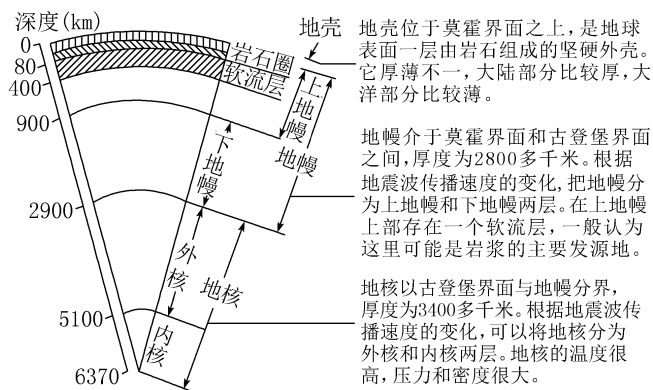 深度(km)
0
80
400
900
2900
5100
6370
地壳
岩石圈
软流层
上地幔
下地幔
地幔
外核
地核
内核
地壳位于莫霍界面之上，是地球
表面一层由岩石组成的坚硬外壳。
它厚薄不一，大陆部分比较厚，大
洋部分比较薄。
地幔介于莫霍界面和古登堡界面
之间，厚度为2800多千米。根据
地震波传播速度的变化，把地幔分
为上地幔和下地幔两层。在上地幔
上部存在一个软流层，一般认为
这里可能是岩浆的主要发源地。
地核以古登堡界面与地幔分界，
厚度为3400多千米。根据地震波传
播速度的变化，可以将地核分为
外核和内核两层。地核的温度很
高，压力和密度很大。